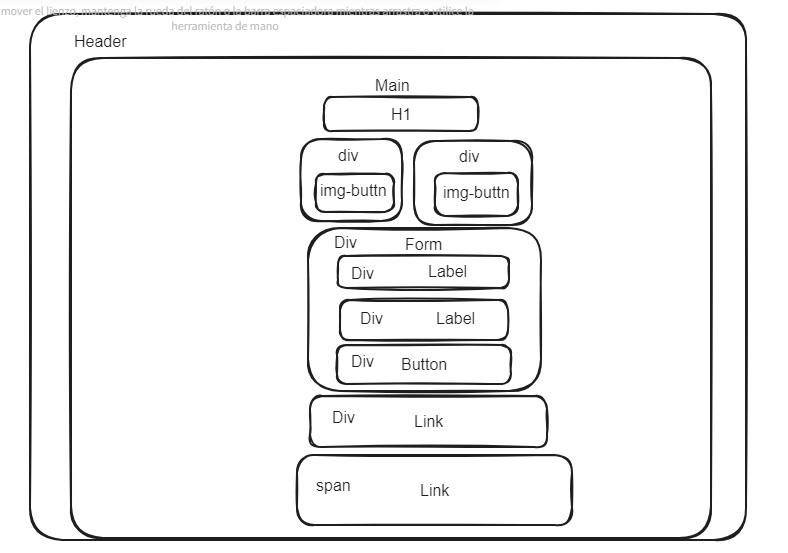 mover el lienzo, mantenga la rueda del ratón o la barra espaciadora mientras arrastra o utilice la
herramienta de mano
Header
Main
H1
div div
img-buttn img-buttn
Div Form
Div Label
Div Label
Div Button
Div Link
span Link